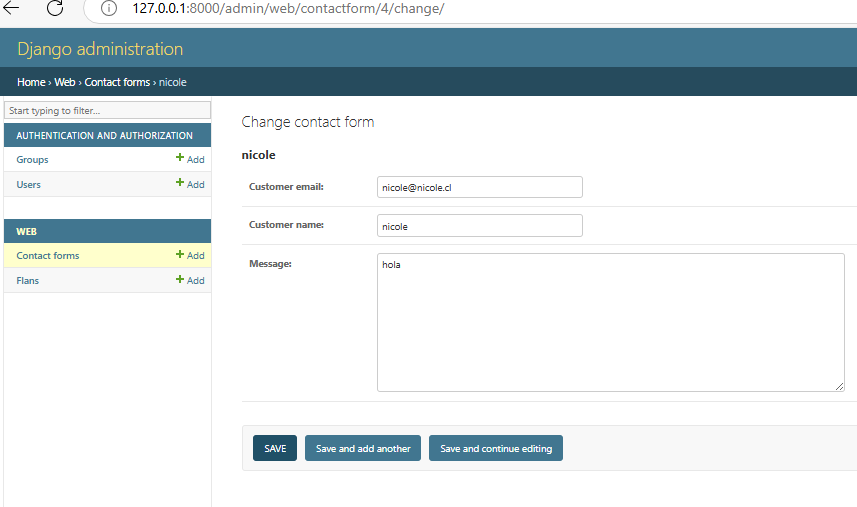 127.0.0.1:8000/admin/web/contactform/4/change/
Django administration
Home › Web › Contact forms › nicole
Start typing to filter...
AUTHENTICATION AND AUTHORIZATION
Groups + Add
Users + Add
WEB
Contact forms + Add
Flans + Add
Change contact form
nicole
Customer email: nicole@nicole.cl
Customer name: nicole
Message: hola
SAVE Save and add another Save and continue editing